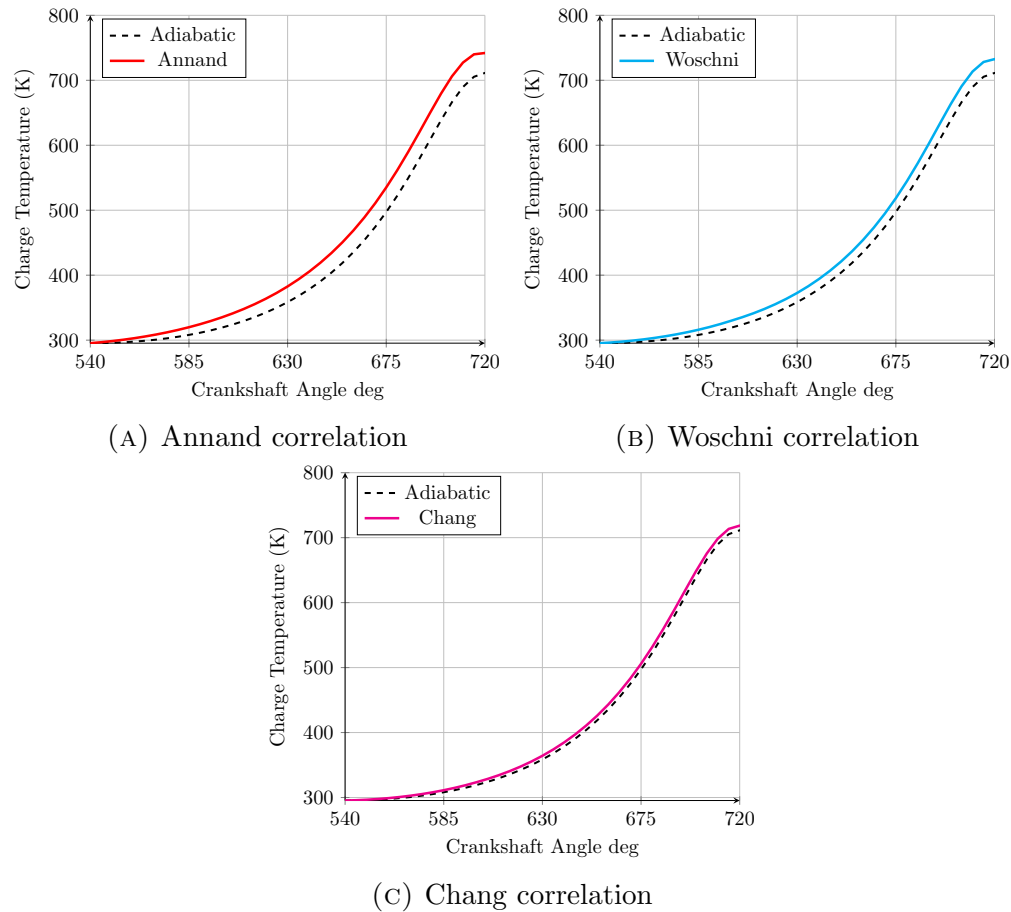 800
700
600
500
400
300
Charge Temperature (K)
Adiabatic
Annand
540
585
630
675
720
Crankshaft Angle deg
(A) Annand correlation
800
700
600
500
400
300
Charge Temperature (K)
Adiabatic
Woschni
540
585
630
675
720
Crankshaft Angle deg
(B) Woschni correlation
800
700
600
500
400
300
Charge Temperature (K)
Adiabatic
Chang
540
585
630
675
720
Crankshaft Angle deg
(C) Chang correlation